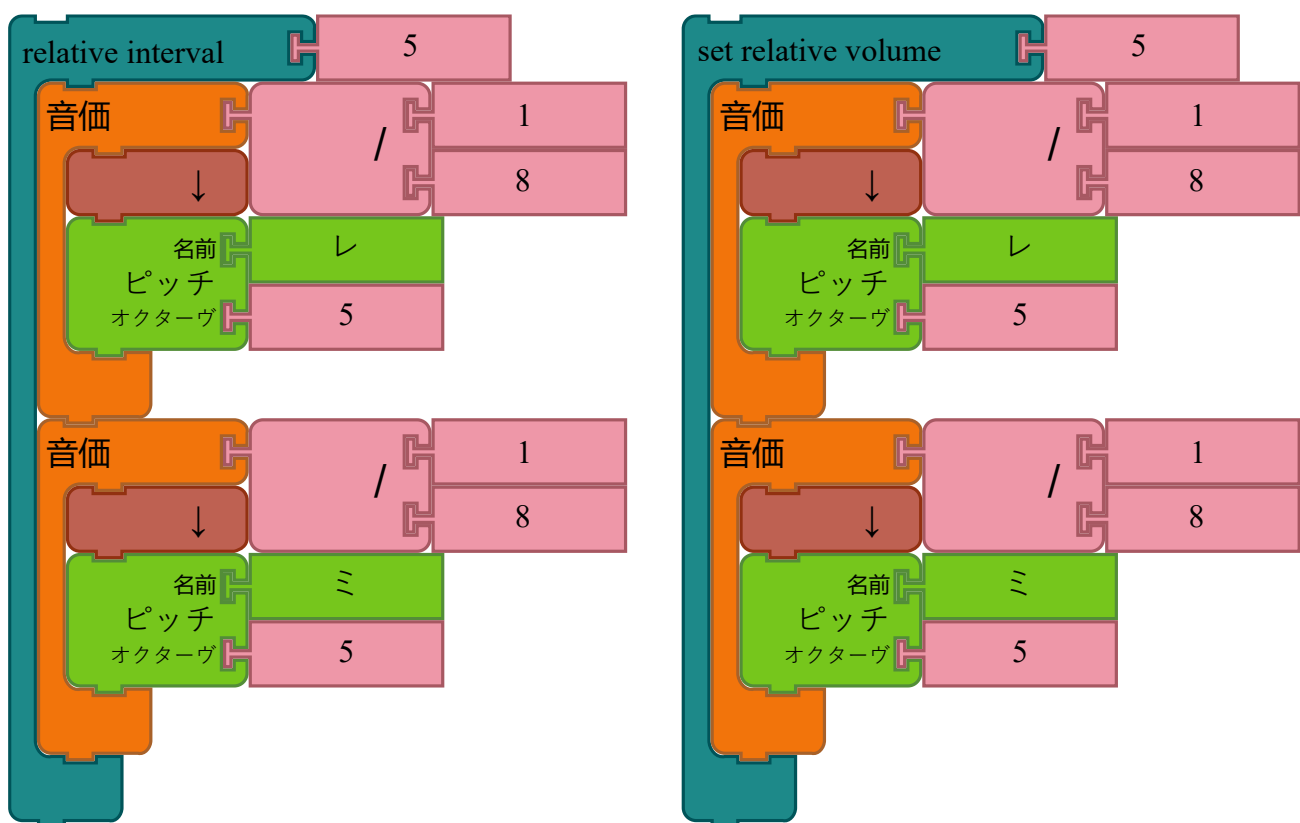 relative interval 5
音価 / 1
↓ 8
名前 レ
ピッチ
オクターヴ 5
音価 / 1
↓ 8
名前 ミ
ピッチ
オクターヴ 5
set relative volume 5
音価 / 1
↓ 8
名前 レ
ピッチ
オクターヴ 5
音価 / 1
↓ 8
名前 ミ
ピッチ
オクターヴ 5